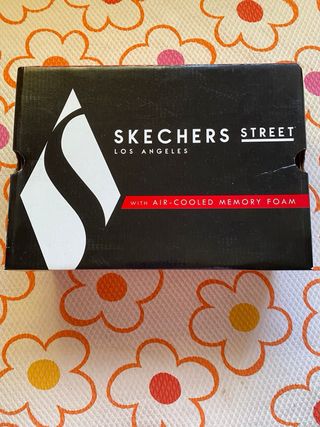 SKECHERS STREET
LOS ANGELES
WITH AIR-COOLED MEMORY FOAM